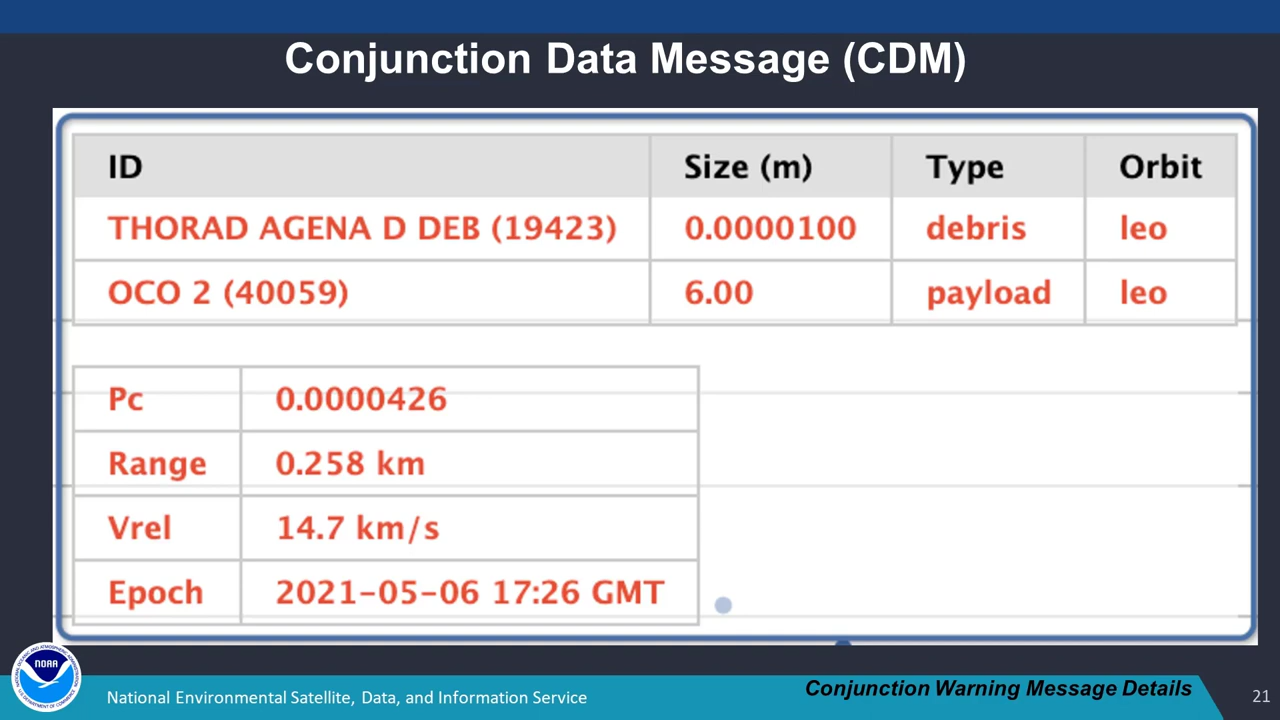 Conjunction Data Message (CDM)
ID Size (m) Type Orbit
THORAD AGENA D DEB (19423) 0.0000100 debris leo
OCO 2 (40059) 6.00 payload leo
Pc 0.0000426
Range 0.258 km
Vrel 14.7 km/s
Epoch 2021-05-06 17:26 GMT
NOAA
National Environmental Satellite, Data, and Information Service
Conjunction Warning Message Details
21